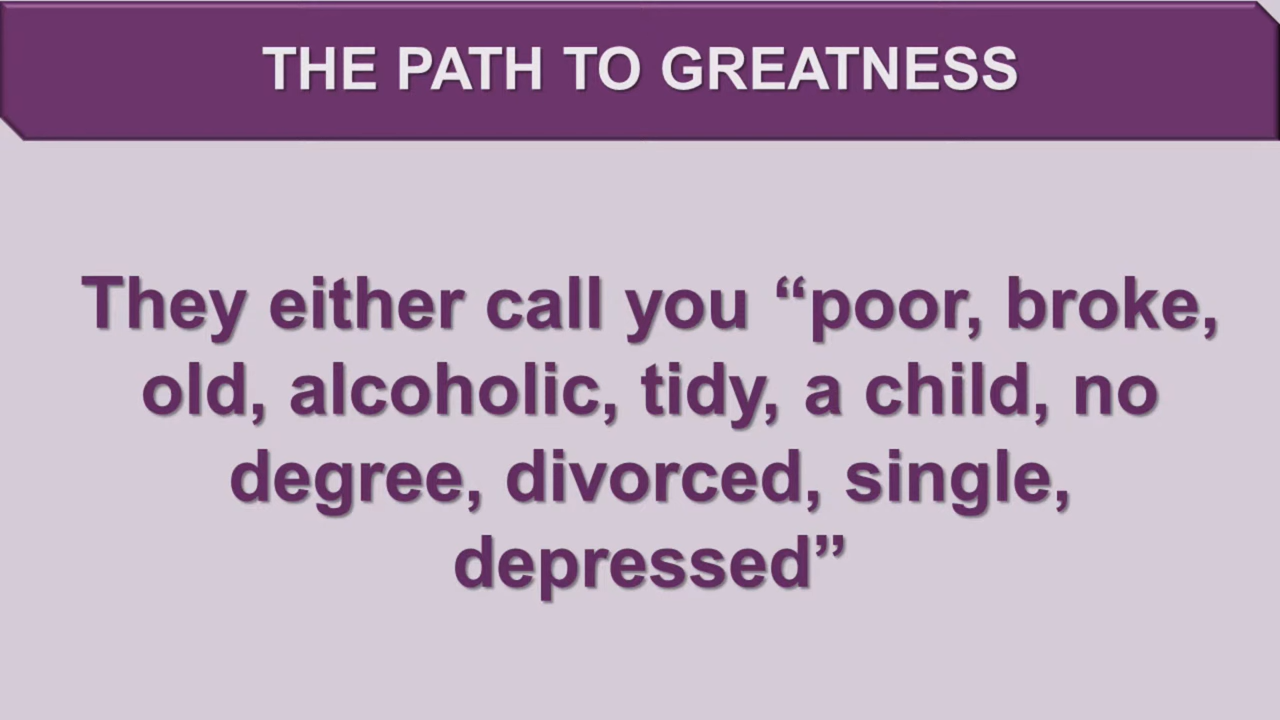 THE PATH TO GREATNESS
They either call you “poor, broke,
old, alcoholic, tidy, a child, no
degree, divorced, single,
depressed”